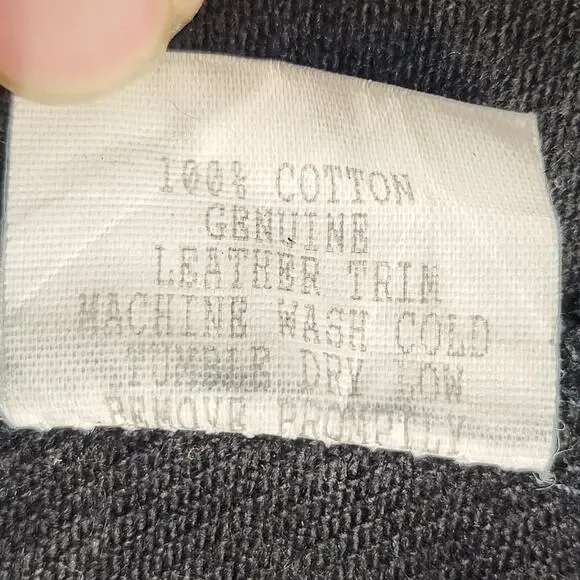 100% COTTON
GENUINE
LEATHER TRIM
MACHINE WASH COLD
TUMBLE DRY LOW
REMOVE PROMPTLY